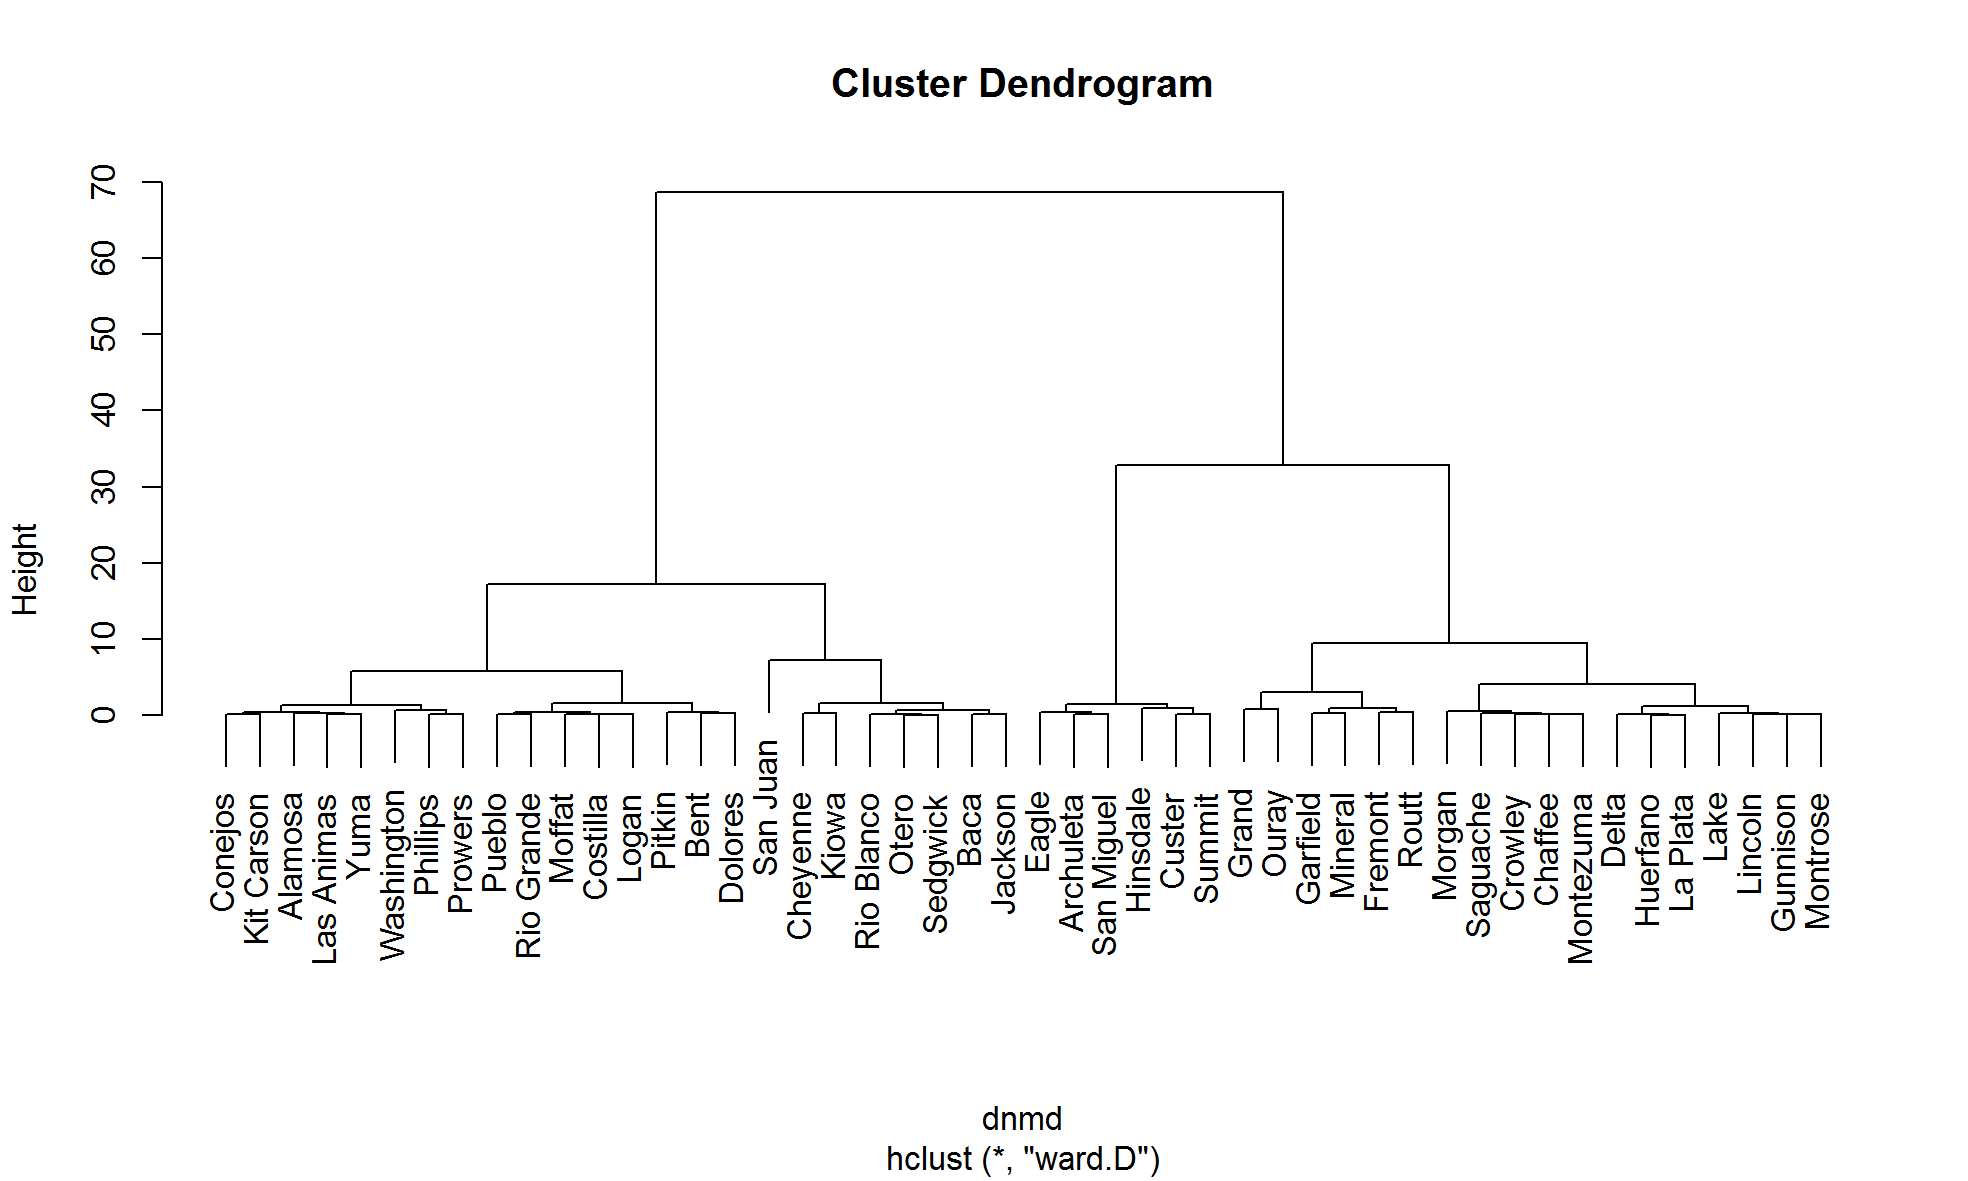 Cluster Dendrogram
Height
70
60
50
40
30
20
10
0
Conejos
Kit Carson
Alamosa
Las Animas
Yuma
Washington
Phillips
Prowers
Pueblo
Rio Grande
Moffat
Costilla
Logan
Pitkin
Bent
Dolores
San Juan
Cheyenne
Kiowa
Rio Blanco
Otero
Sedgwick
Baca
Jackson
Eagle
Archuleta
San Miguel
Hinsdale
Custer
Summit
Grand
Ouray
Garfield
Mineral
Fremont
Routt
Morgan
Saguache
Crowley
Chaffee
Montezuma
Delta
Huerfano
La Plata
Lake
Lincoln
Gunnison
Montrose
dnmd
hclust (*, "ward.D")